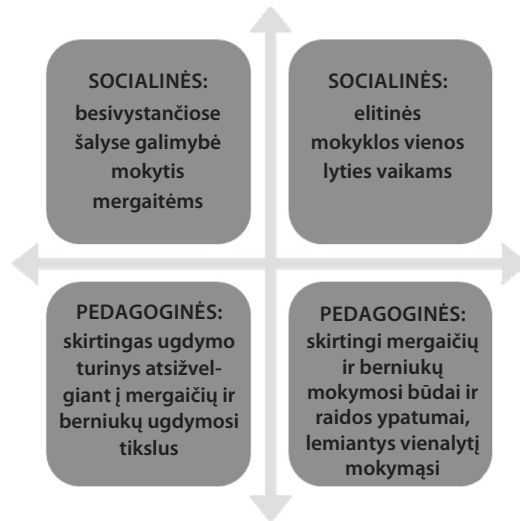 SOCIALINĖS:
besivystančiose
šalyse galimybė
mokytis
mergaitėms
SOCIALINĖS:
elitinės
mokyklos vienos
lyties vaikams
PEDAGOGINĖS:
skirtingas ugdymo
turinys atsižvel-
giant į mergaičių ir
berniukų ugdymosi
tikslus
PEDAGOGINĖS:
skirtingi mergaičių
ir berniukų
mokymosi būdai ir
raidos ypatumai,
lemiantys vienalytį
mokymąsi